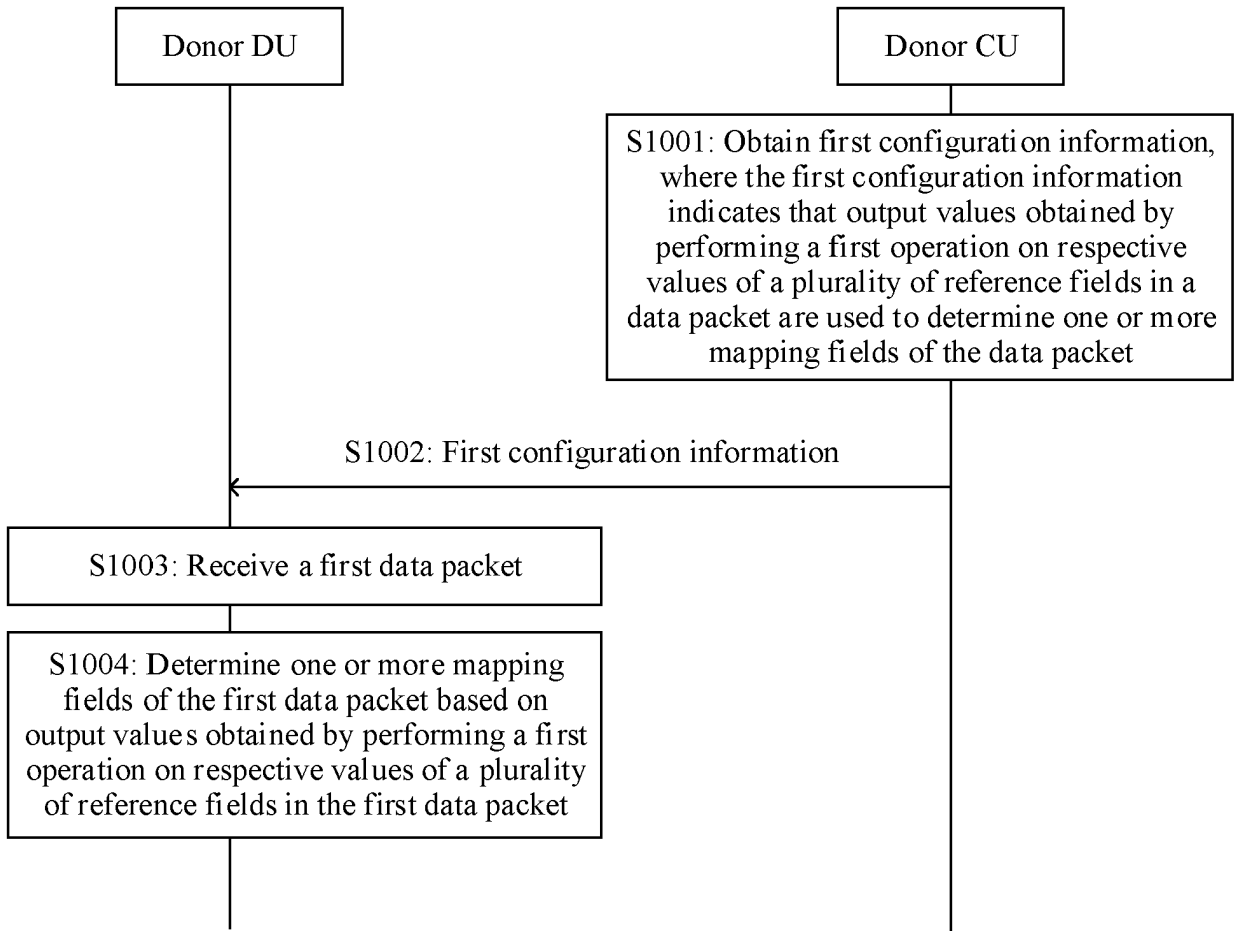 Donor DU
Donor CU
S1001: Obtain first configuration information,
where the first configuration information
indicates that output values obtained by
performing a first operation on respective
values of a plurality of reference fields in a
data packet are used to determine one or more
mapping fields of the data packet
S1002: First configuration information
S1003: Receive a first data packet
S1004: Determine one or more mapping
fields of the first data packet based on
output values obtained by performing a first
operation on respective values of a plurality
of reference fields in the first data packet